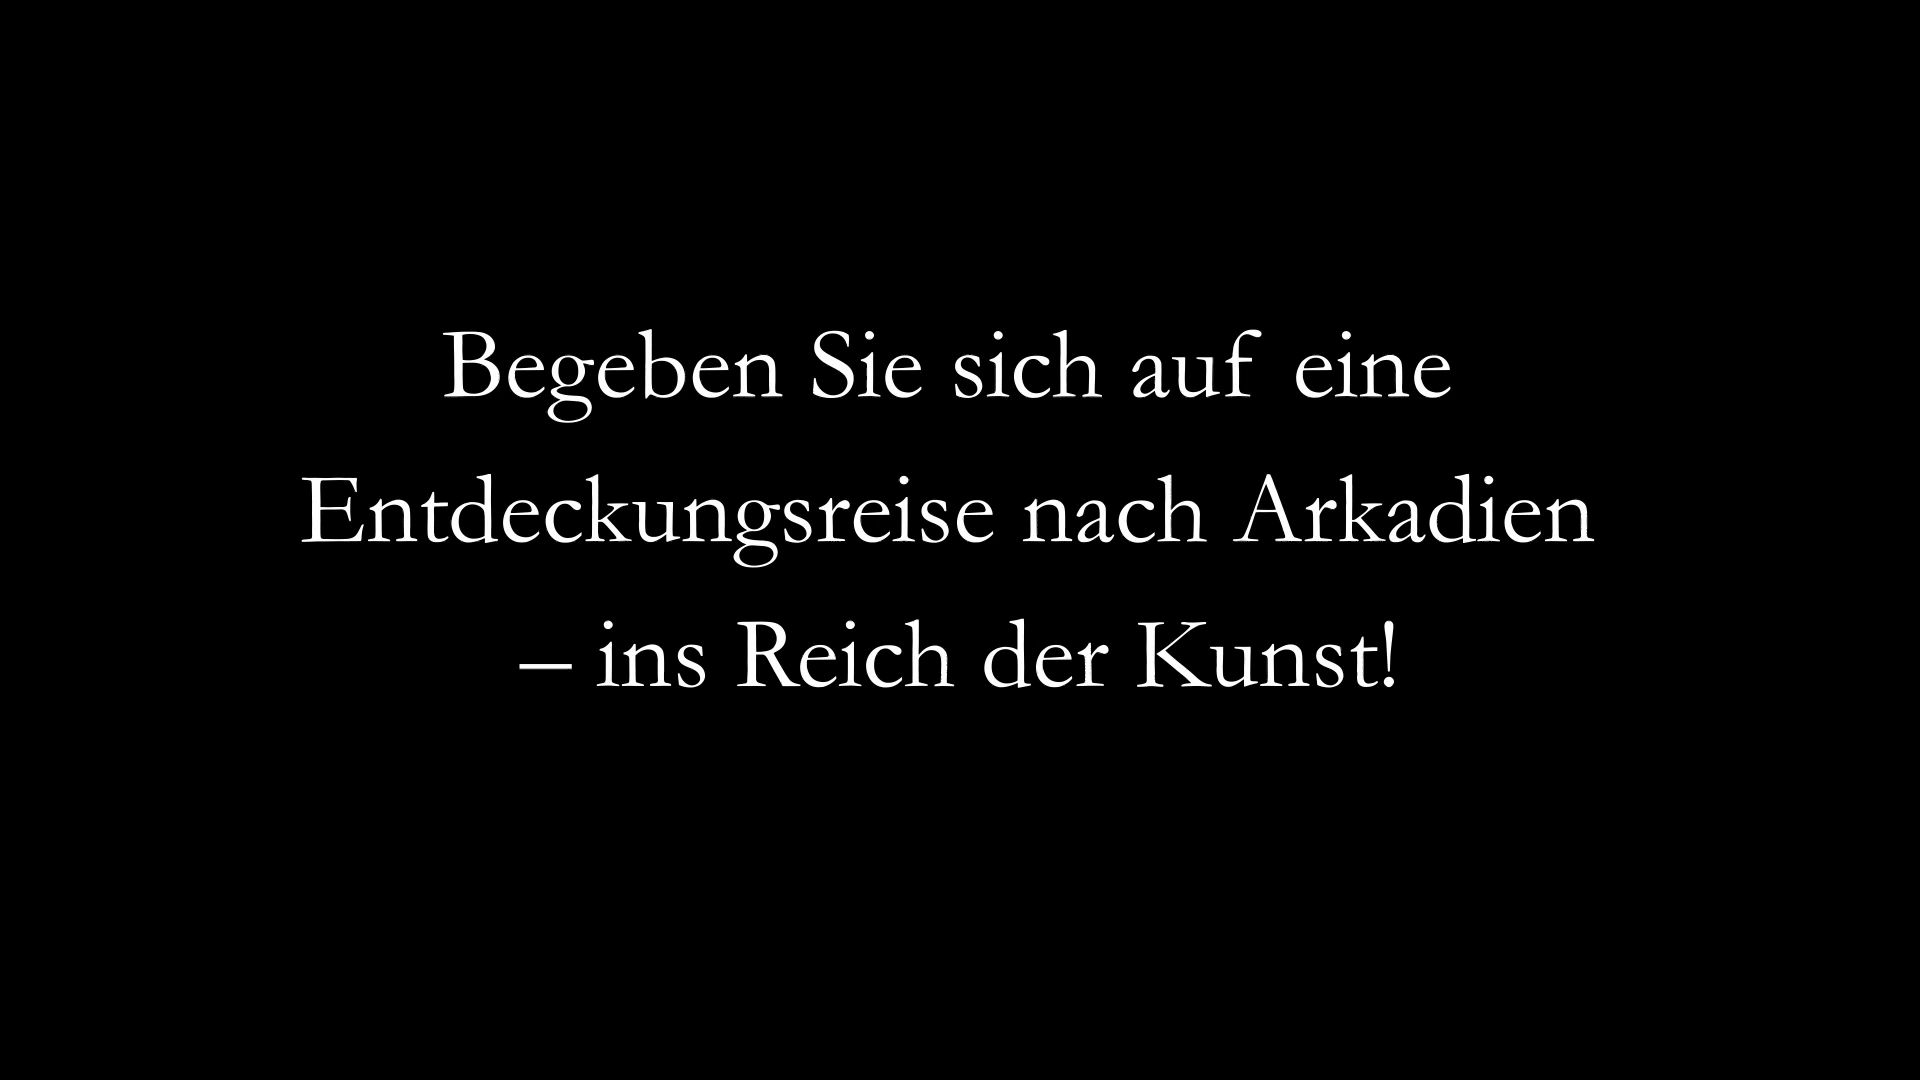 Begeben Sie sich auf eine
Entdeckungsreise nach Arkadien
– ins Reich der Kunst!